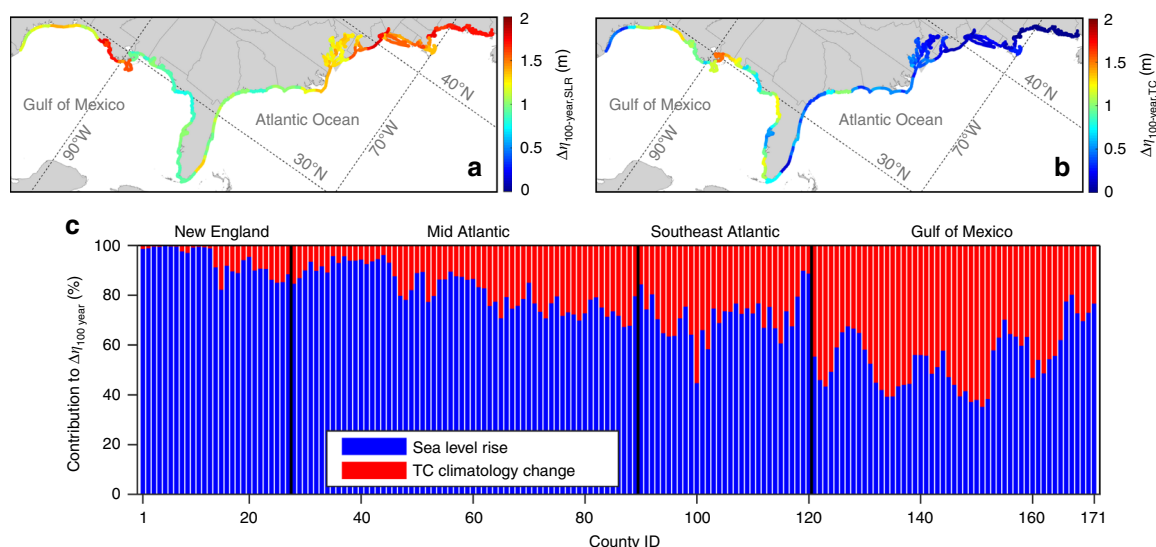 2
1.5
1
0.5
0
Δη100-year,SLR (m)
Gulf of Mexico
Atlantic Ocean
90°W
30°N
70°W
40°N
a
2
1.5
1
0.5
0
Δη100-year,TC (m)
Gulf of Mexico
Atlantic Ocean
90°W
30°N
70°W
40°N
b
c
New England Mid Atlantic Southeast Atlantic Gulf of Mexico
Contribution to Δη100 year (%)
100
80
60
40
20
0
Sea level rise
TC climatology change
1 20 40 60 80 100 120 140 160 171
County ID